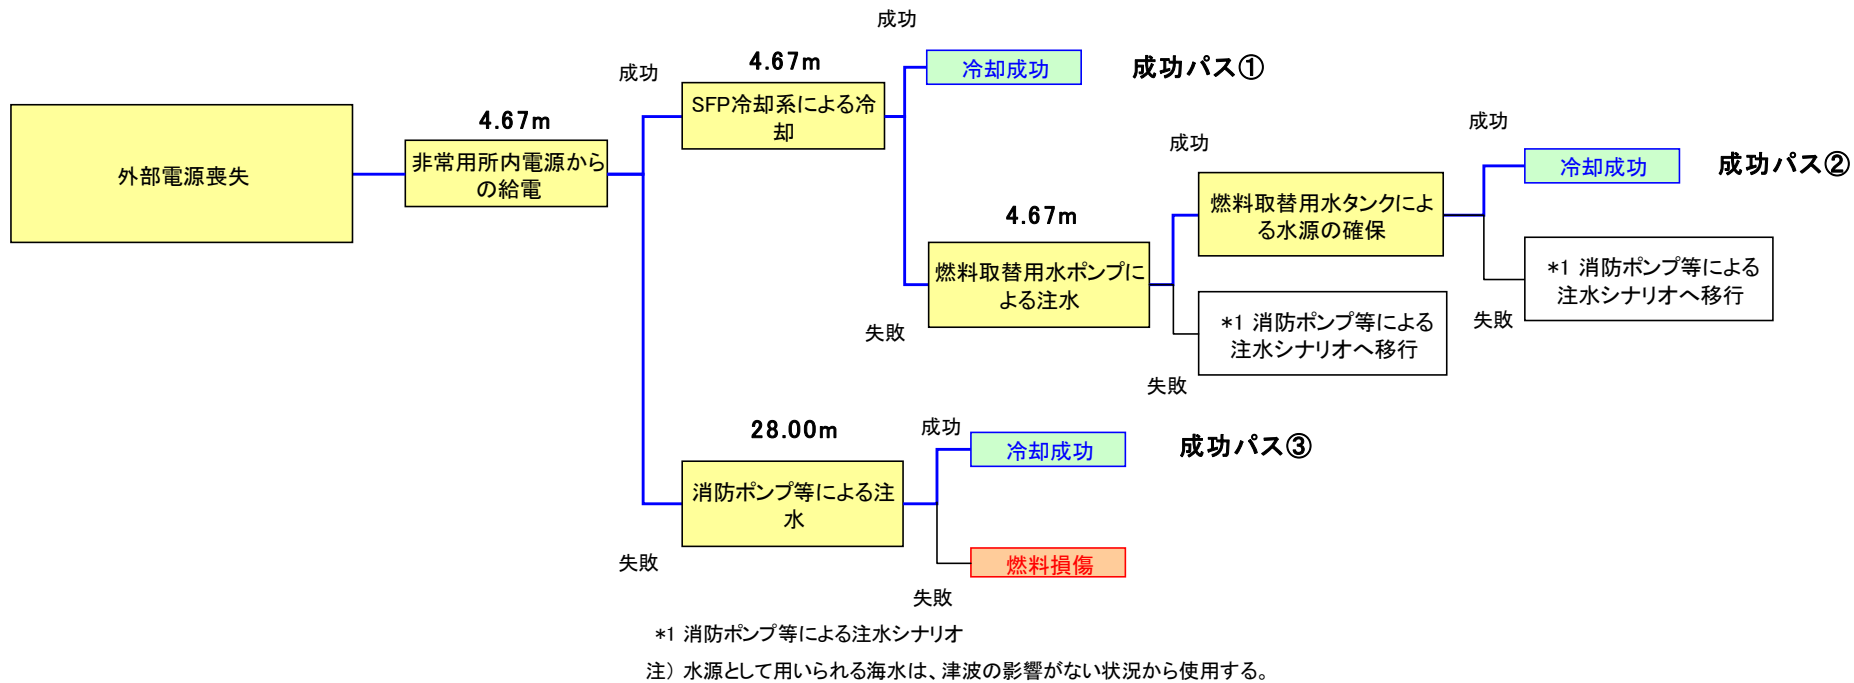 外部電源喪失
4.67m
非常用所内電源から
の給電
成功
4.67m
SFP冷却系による冷
却
成功
冷却成功
成功パス①
失敗
4.67m
燃料取替用水ポンプに
よる注水
成功
燃料取替用水タンクによ
る水源の確保
成功
冷却成功
成功パス②
失敗
*1 消防ポンプ等による
注水シナリオへ移行
失敗
*1 消防ポンプ等による
注水シナリオへ移行
失敗
28.00m
消防ポンプ等による注
水
成功
冷却成功
成功パス③
失敗
燃料損傷
*1 消防ポンプ等による注水シナリオ
注）水源として用いられる海水は、津波の影響がない状況から使用する。